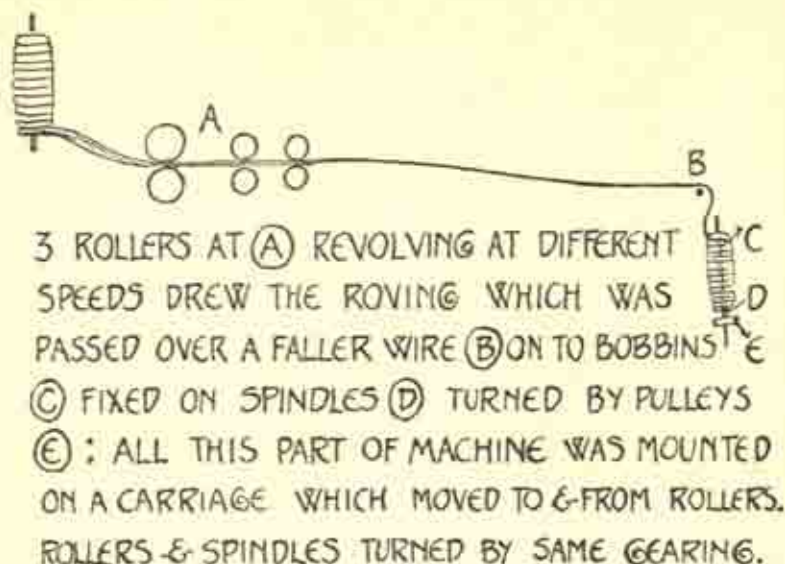 A
B
3 ROLLERS AT Ⓐ REVOLVING AT DIFFERENT C
SPEEDS DREW THE ROVING WHICH WAS D
PASSED OVER A FALLER WIRE Ⓑ ON TO BOBBINS E
Ⓒ FIXED ON SPINDLES Ⓓ TURNED BY PULLEYS
Ⓔ: ALL THIS PART OF MACHINE WAS MOUNTED
ON A CARRIAGE WHICH MOVED TO & FROM ROLLERS.
ROLLERS & SPINDLES TURNED BY SAME GEARING.